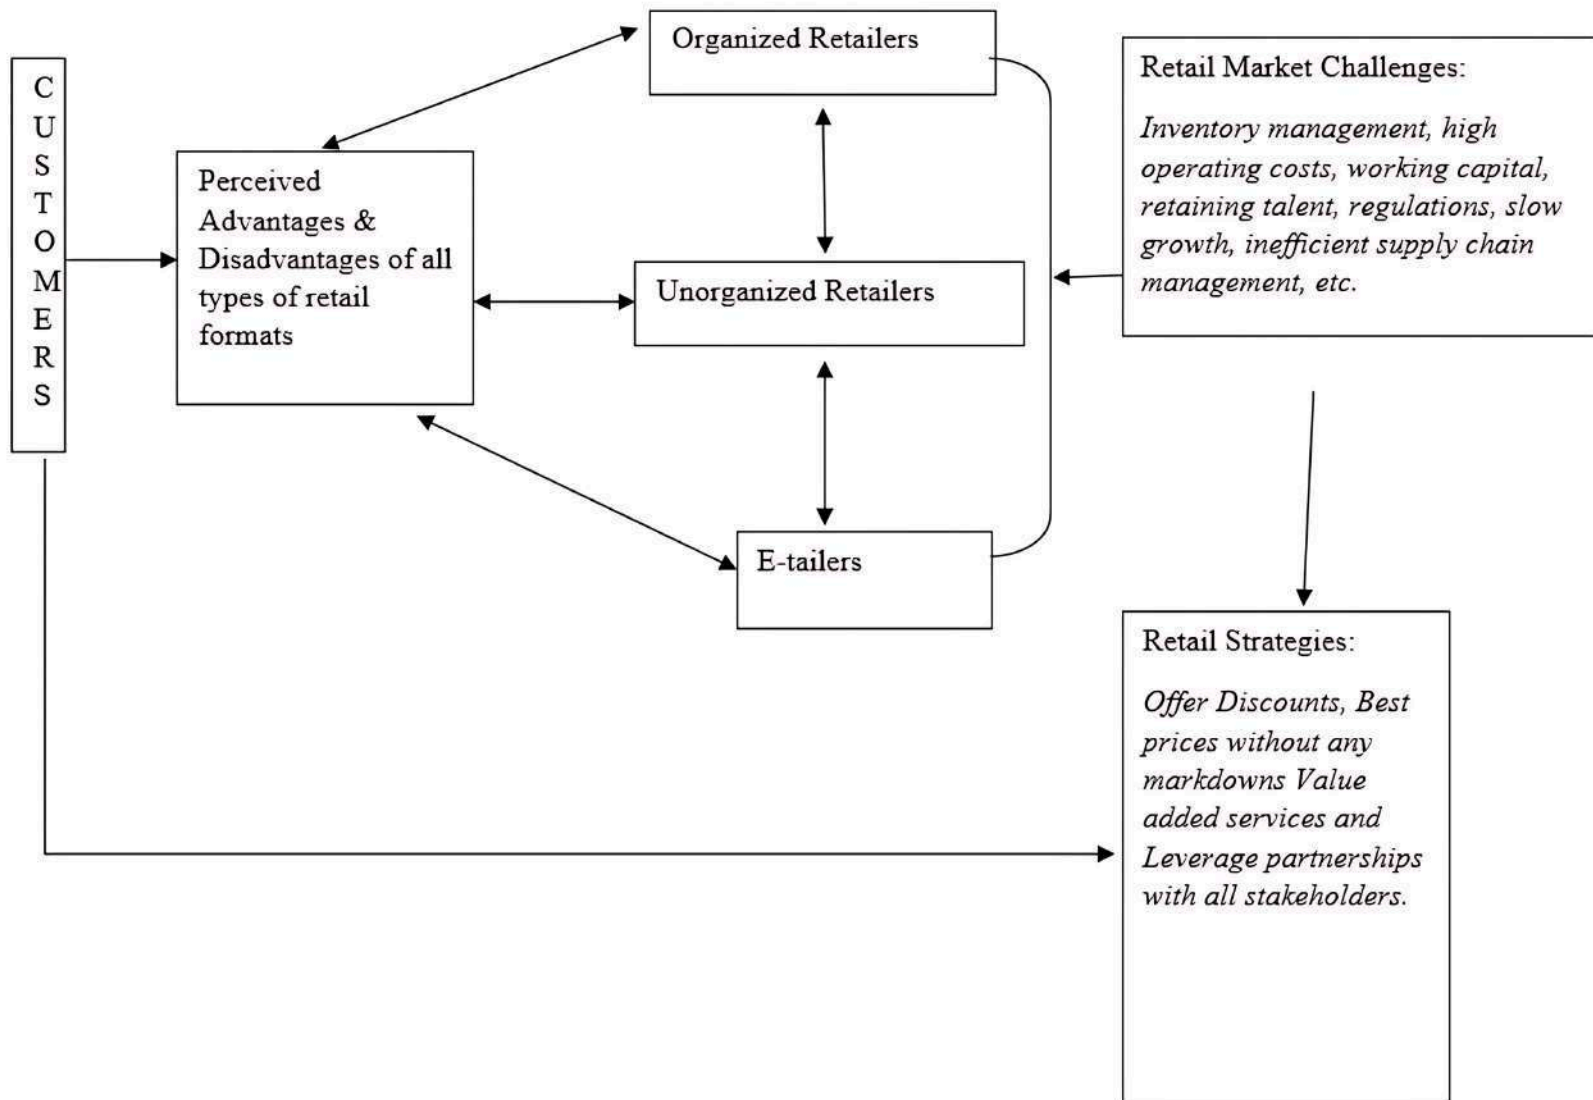 CUSTOMERS
Perceived
Advantages &
Disadvantages of all
types of retail
formats
Organized Retailers
Unorganized Retailers
E-tailers
Retail Market Challenges:
Inventory management, high
operating costs, working capital,
retaining talent, regulations, slow
growth, inefficient supply chain
management, etc.
Retail Strategies:
Offer Discounts, Best
prices without any
markdowns Value
added services and
Leverage partnerships
with all stakeholders.